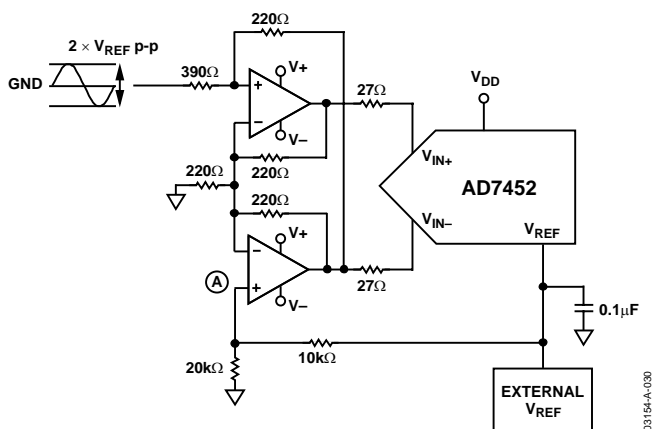 220Ω
2 × VREF p-p
390Ω
V+
27Ω
VDD
GND
+
–
V–
VIN+
220Ω
220Ω
AD7452
220Ω
VIN–
V+
VREF
–
A
+
V–
27Ω
0.1µF
10kΩ
20kΩ
EXTERNAL
VREF
03154-A-030